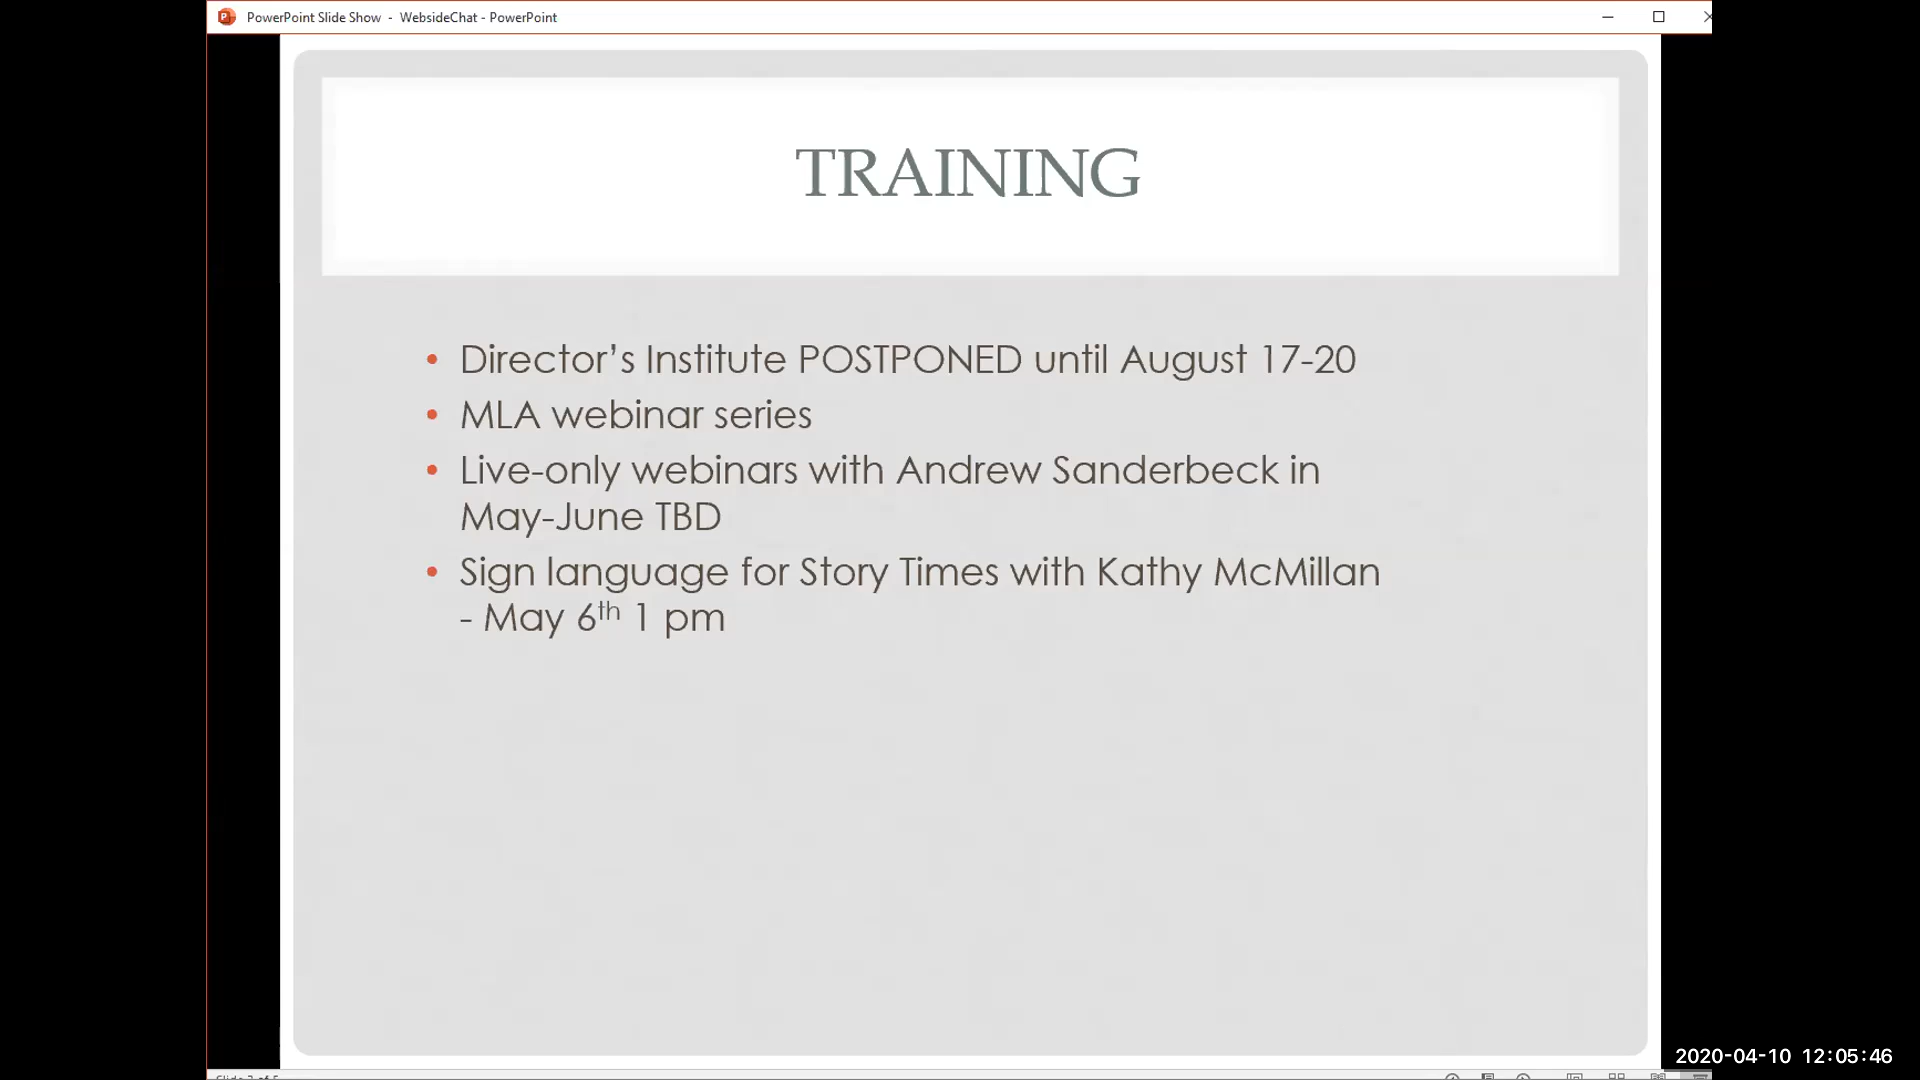 PowerPoint Slide Show - WebsideChat - PowerPoint
TRAINING
• Director’s Institute POSTPONED until August 17-20
• MLA webinar series
• Live-only webinars with Andrew Sanderbeck in
May-June TBD
• Sign language for Story Times with Kathy McMillan
- May 6th 1 pm
2020-04-10 12:05:46